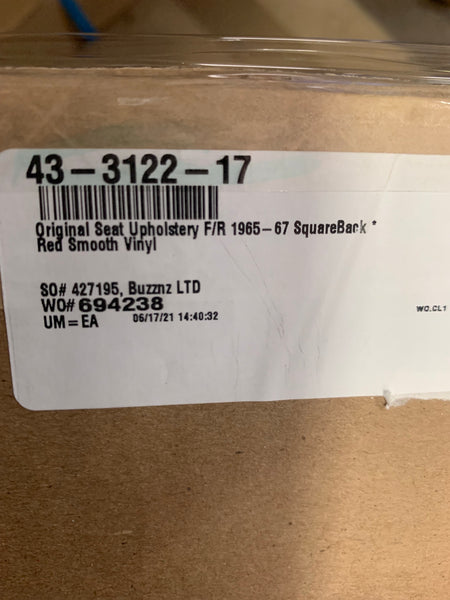 43-3122-17
Original Seat Upholstery F/R 1965-67 SquareBack *
Red Smooth Vinyl
SO# 427195, Buzznz LTD
WO# 694238
UM=EA 06/17/21 14:40:32
WO.CL1